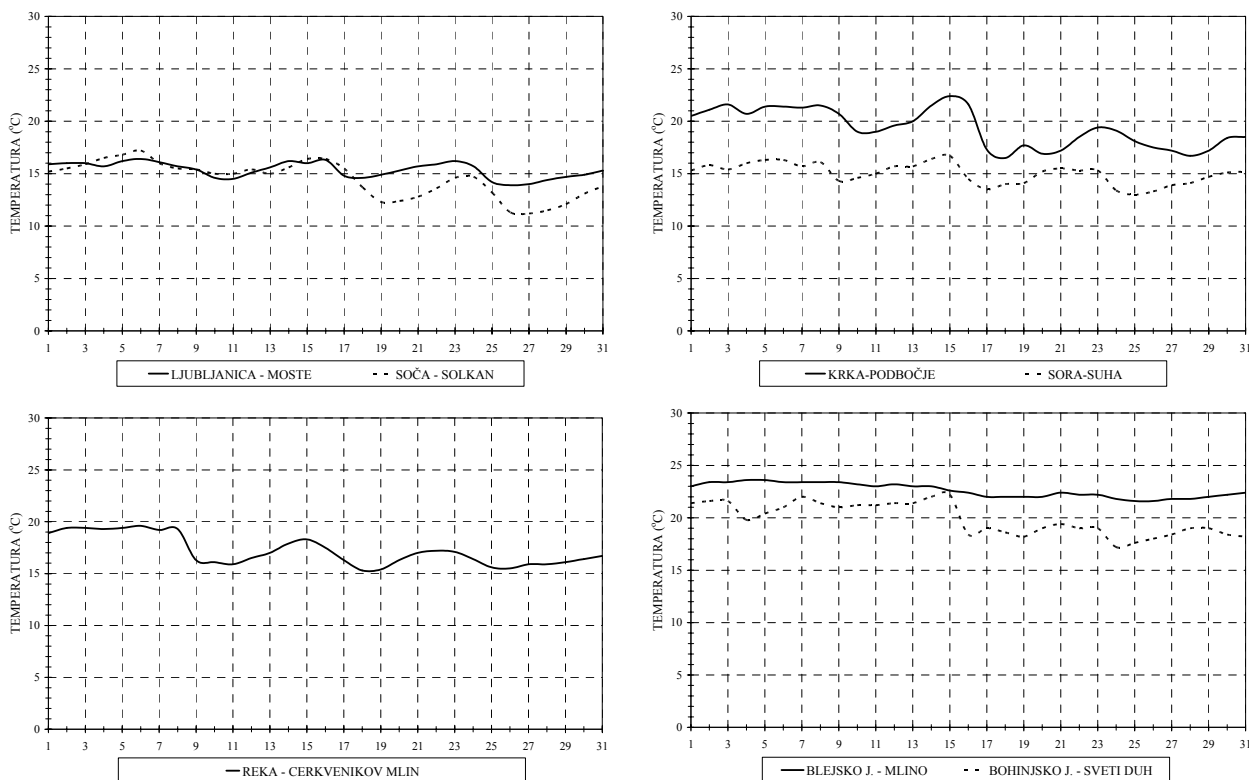 30
25
20
15
10
5
0
TEMPERATURA (°C)
1 3 5 7 9 11 13 15 17 19 21 23 25 27 29 31
LJUBLJANICA - MOSTE SOČA - SOLKAN
30
25
20
15
10
5
0
TEMPERATURA (°C)
1 3 5 7 9 11 13 15 17 19 21 23 25 27 29 31
KRKA-PODBOČJE SORA-SUHA
30
25
20
15
10
5
0
TEMPERATURA (°C)
1 3 5 7 9 11 13 15 17 19 21 23 25 27 29 31
REKA - CERKVENIKOV MLIN
30
25
20
15
10
5
0
TEMPERATURA (°C)
1 3 5 7 9 11 13 15 17 19 21 23 25 27 29 31
BLEJSKO J. - MLINO BOHINJSKO J. - SVETI DUH